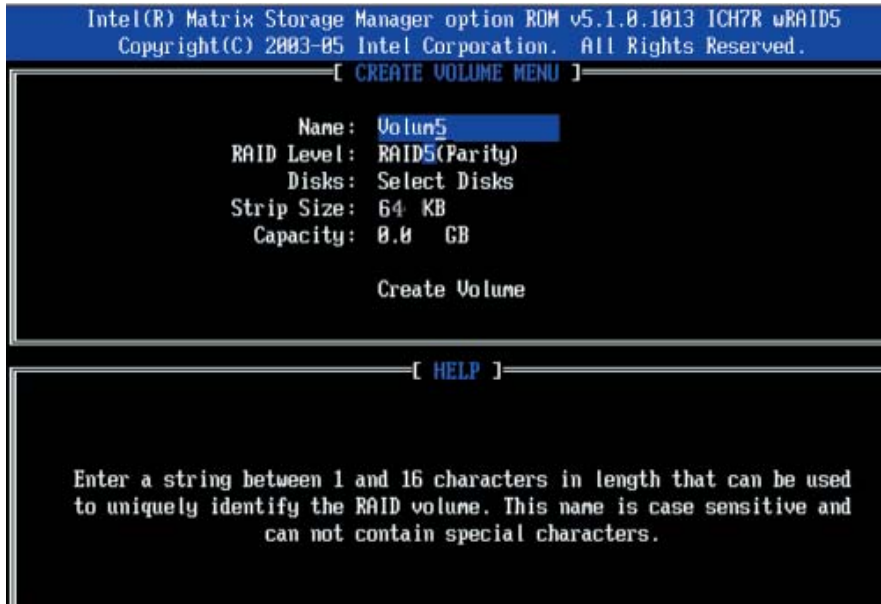 Intel(R) Matrix Storage Manager option ROM v5.1.0.1013 ICH7R wRAID5
Copyright(C) 2003-05 Intel Corporation. All Rights Reserved.
[ CREATE VOLUME MENU ]
Name: Volum5
RAID Level: RAID5(Parity)
Disks: Select Disks
Strip Size: 64 KB
Capacity: 0.0 GB
Create Volume
[ HELP ]
Enter a string between 1 and 16 characters in length that can be used
to uniquely identify the RAID volume. This name is case sensitive and
can not contain special characters.